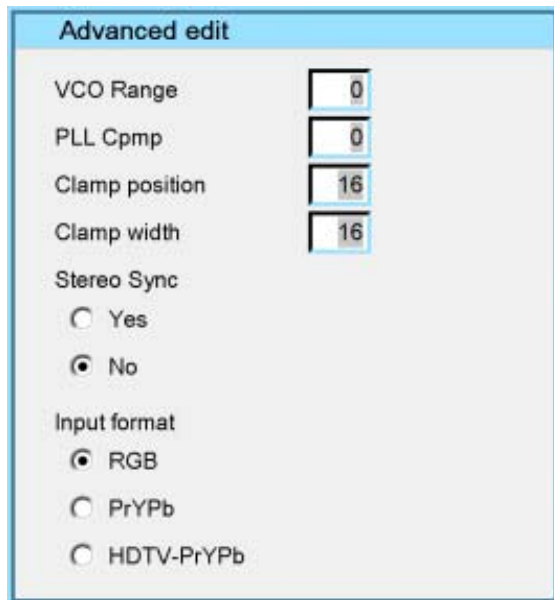 Advanced edit
VCO Range 0
PLL Cpmp 0
Clamp position 16
Clamp width 16
Stereo Sync
Yes
No
Input format
RGB
PrYPb
HDTV-PrYPb